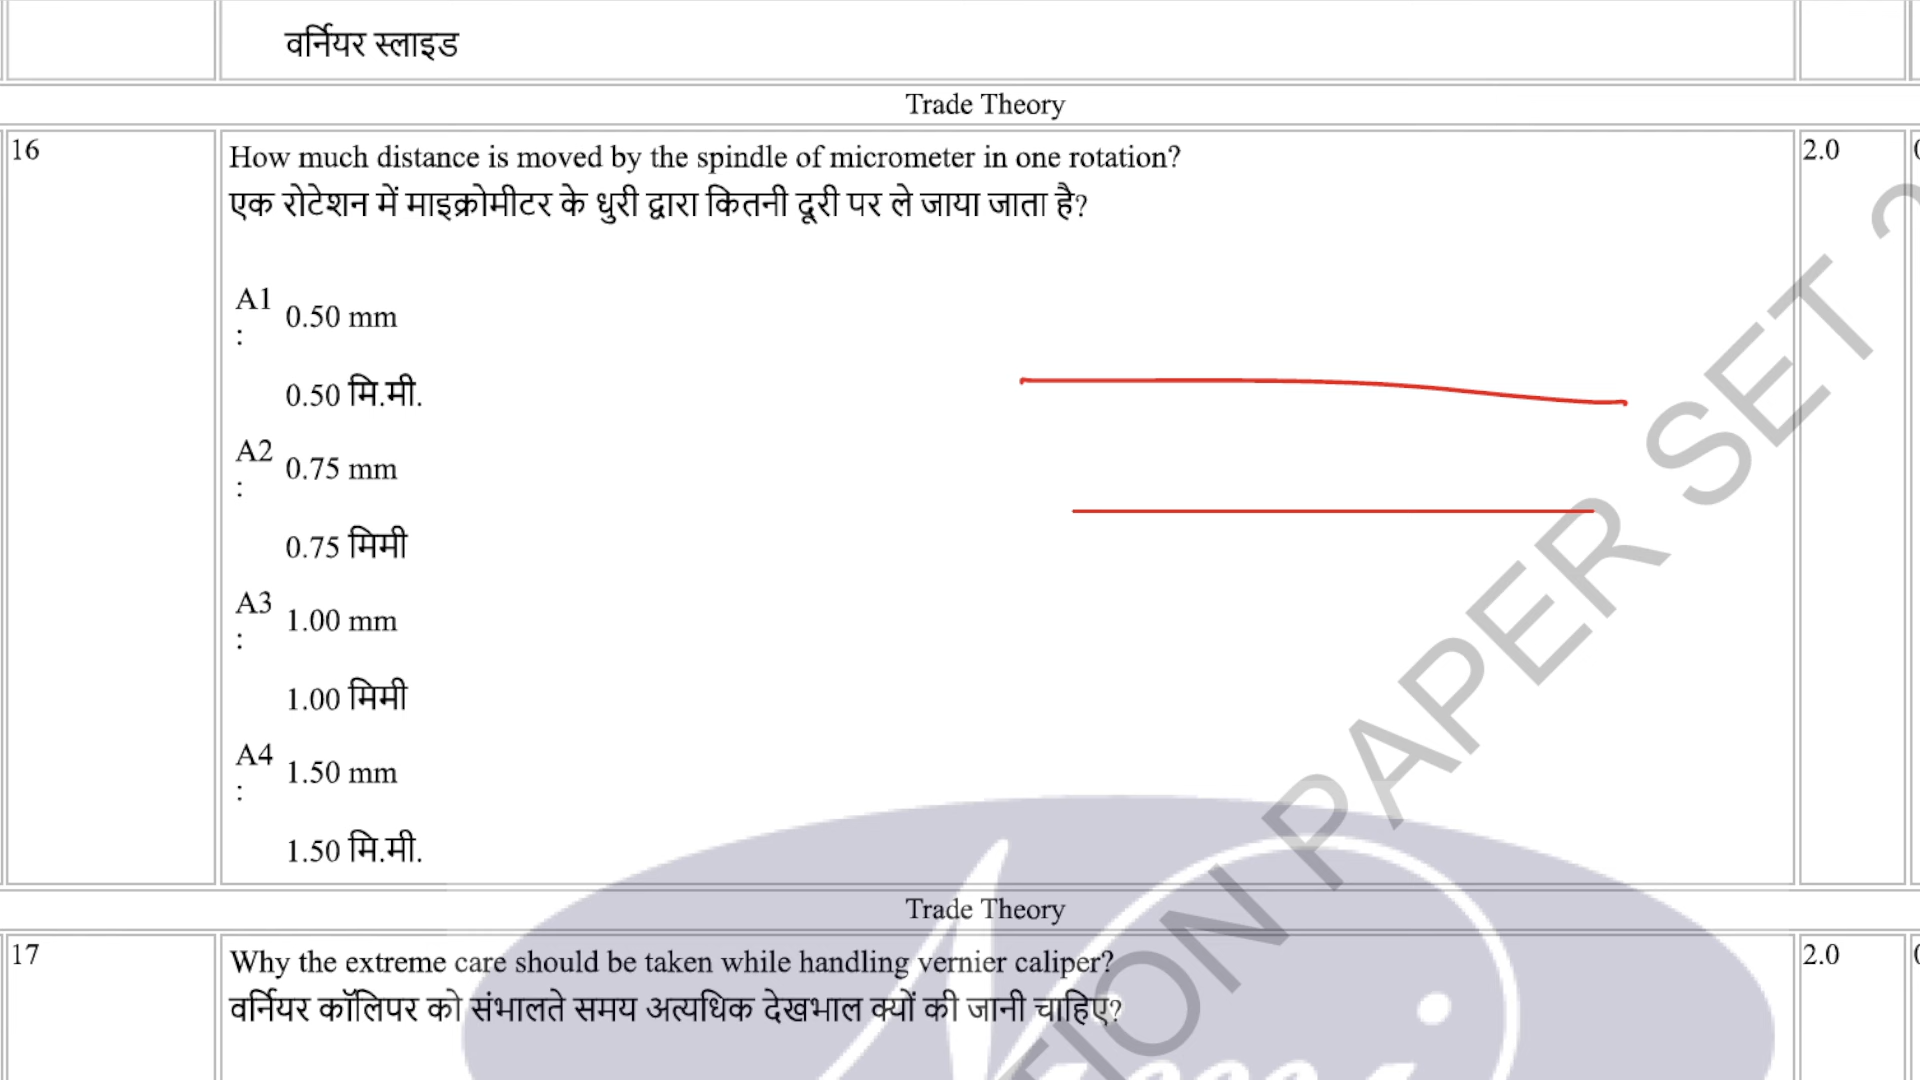 वर्नियर स्लाइड
Trade Theory
16
How much distance is moved by the spindle of micrometer in one rotation?
2.0
एक रोटेशन में माइक्रोमीटर के धुरी द्वारा कितनी दूरी पर ले जाया जाता है?
A1
:
0.50 mm
0.50 मि.मी.
A2
:
0.75 mm
0.75 मिमी
A3
:
1.00 mm
1.00 मिमी
A4
:
1.50 mm
1.50 मि.मी.
Trade Theory
17
Why the extreme care should be taken while handling vernier caliper?
2.0
वर्नियर कॉलिपर को संभालते समय अत्यधिक देखभाल क्यों की जानी चाहिए?
PAPER SET